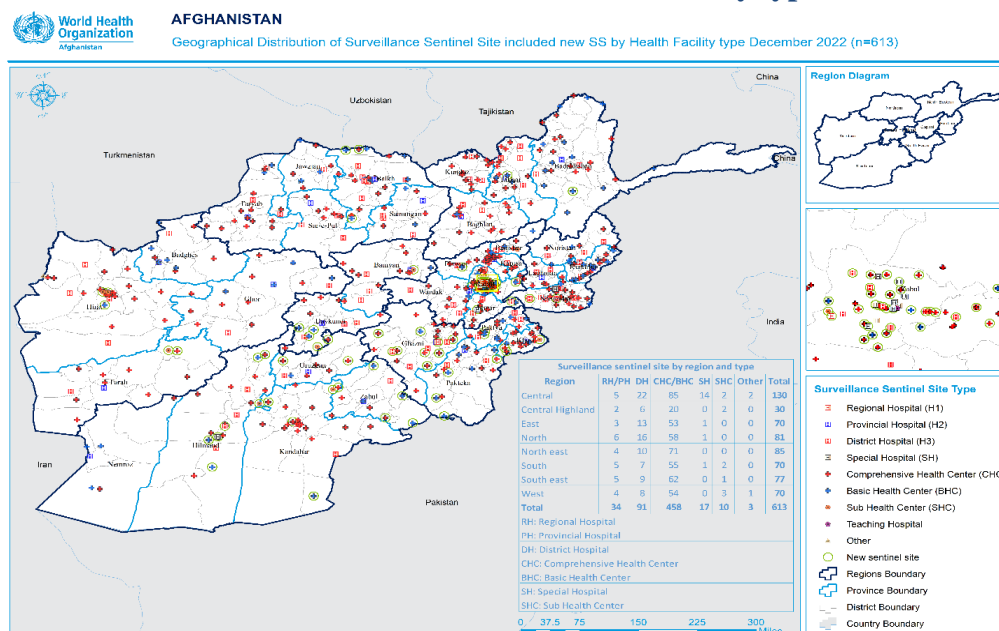 World Health
Organization
Afghanistan
AFGHANISTAN
Geographical Distribution of Surveillance Sentinel Site included new SS by Health Facility type December 2022 (n=613)
China
Uzbekistan
Tajikistan
Turkmenistan
China
Jawzjan
Balkh
Kunduz
Badakhshan
Faryab
Samangan
Sar-e-Pul
Baghlan
Badghes
Bamyan
Nuristan
Hirat
Ghor
Wardak
India
Ghazni
Uruzgan
Farah
Paktika
Zabul
Hilmand
Iran
Nimroz
Kandahar
Pakistan
Surveillance sentinel site by region and type
Region RH/PH DH CHC/BHC SH SHC Other Total
Central 5 22 85 14 2 2 130
Central Highland 2 6 20 0 2 0 30
East 3 13 53 1 0 0 70
North 6 16 58 1 0 0 81
North east 4 10 71 0 0 0 85
South 5 7 55 1 2 0 70
South east 5 9 62 0 1 0 77
West 4 8 54 0 3 1 70
Total 34 91 458 17 10 3 613
RH: Regional Hospital
PH: Provincial Hospital
DH: District Hospital
CHC: Comprehensive Health Center
BHC: Basic Health Center
SH: Special Hospital
SHC: Sub Health Center
0 37.5 75 150 225 300
Miles
Region Diagram
Kabul
Surveillance Sentinel Site Type
Regional Hospital (H1)
Provincial Hospital (H2)
District Hospital (H3)
Special Hospital (SH)
Comprehensive Health Center (CHC
Basic Health Center (BHC)
Sub Health Center (SHC)
Teaching Hospital
Other
New sentinel site
Regions Boundary
Province Boundary
District Boundary
Country Boundary